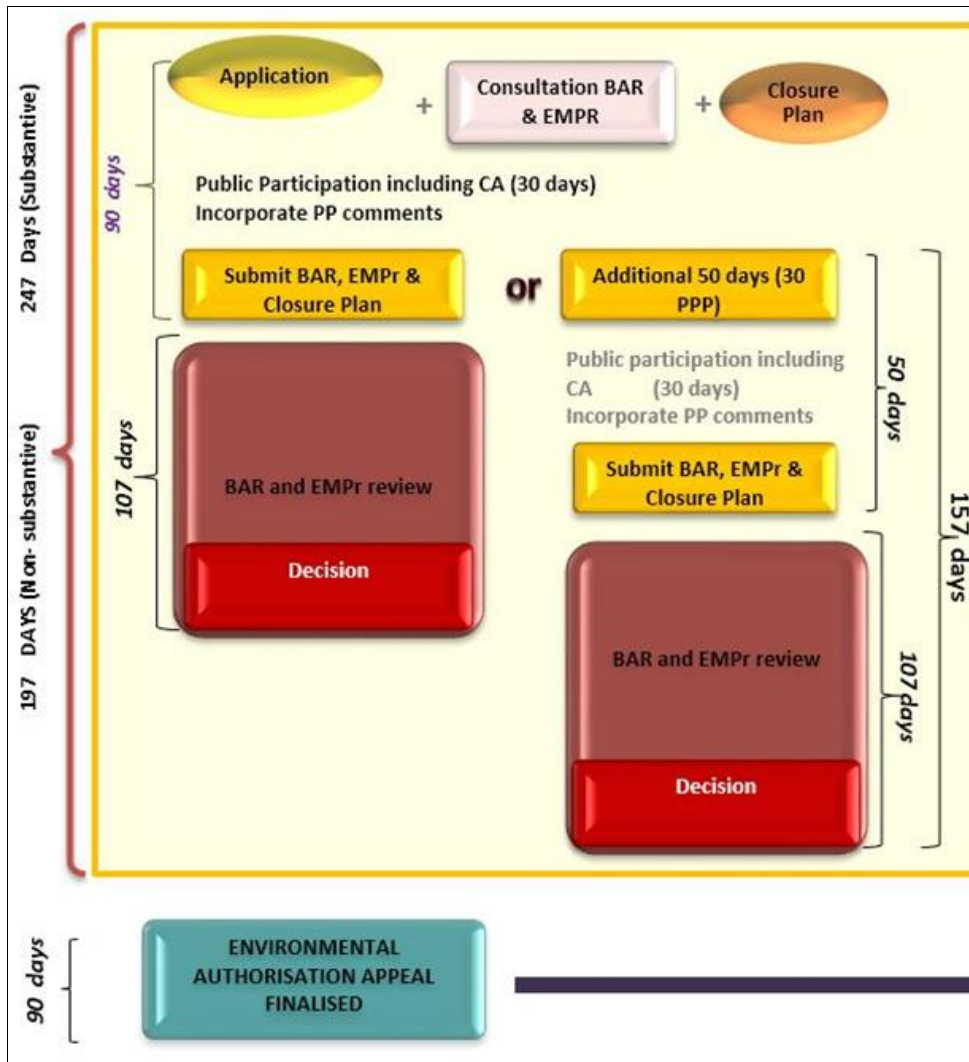 Application
+
Consultation BAR
& EMPR
+
Closure
Plan
90 days
Public Participation including CA (30 days)
Incorporate PP comments
247 Days (Substantive)
Submit BAR, EMPr &
Closure Plan
or
Additional 50 days (30
PPP)
Public participation including
CA (30 days)
Incorporate PP comments
50 days
Submit BAR, EMPr &
Closure Plan
107 days
BAR and EMPr review
Decision
197 DAYS (Non- substantive)
157 days
BAR and EMPr review
Decision
107 days
90 days
ENVIRONMENTAL
AUTHORISATION APPEAL
FINALISED